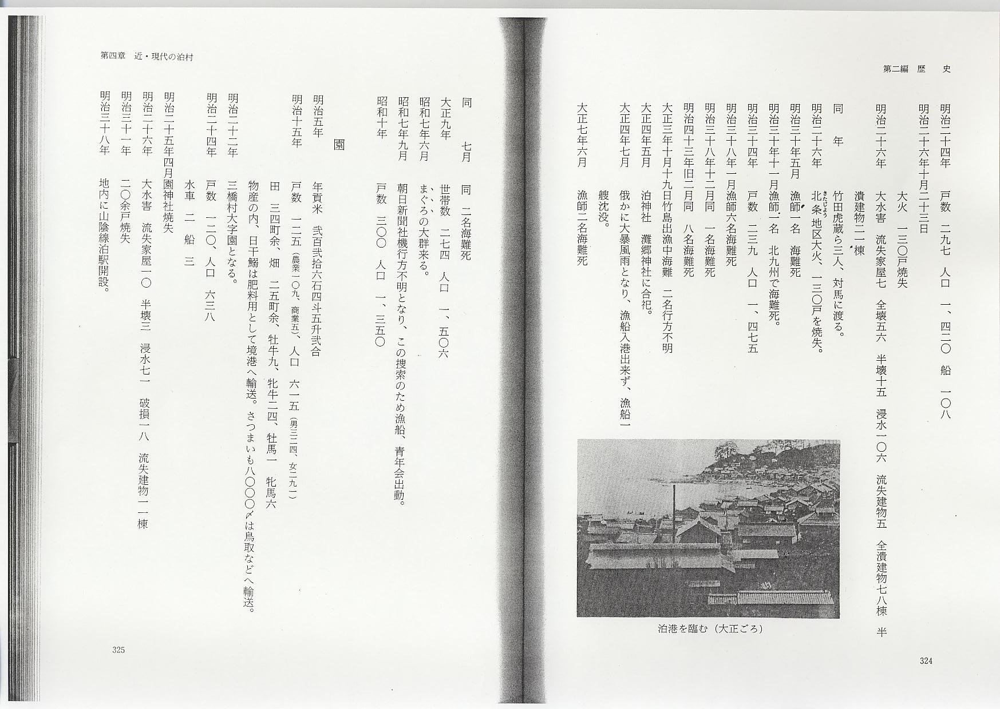 第二編　歴　　史
明治二十四年　　戸数　二九七　人口　一、四二〇　船　一〇八
明治二十六年十月二十三日
大火　一三〇戸焼失
明治二十六年　　大水害　流失家屋七　全壊五六　半壊十五　浸水一〇六　流失建物五　全潰建物七八棟　半
潰建物二一棟
同　　年　　竹田虎蔵ら三人、対馬に渡る。
明治二十六年　　北条地区大火、一三〇戸を焼失。
きたじょう
明治三十年五月　漁師一名　海難死
明治三十年十一月漁師一名　北九州で海難死。
明治三十四年　　戸数　二三九　人口　一、四七五
明治三十八年一月漁師六名海難死
明治三十八年十二月同　一名海難死
明治四十三年旧二月同　八名海難死
大正三年十月十九日竹島出漁中海難　二名行方不明
大正四年五月　　泊神社　灘郷神社に合祀。
大正四年七月　　俄かに大暴風雨となり、漁船入港出来ず、漁船一
艘沈没。
大正七年六月　　漁師二名海難死
泊港を臨む（大正ごろ）
324
第四章　近・現代の泊村
同　　七月　　同　二名海難死
大正九年　　世帯数　二七四　人口　一、五〇六
昭和七年六月　　まぐろの大群来る。
昭和七年九月　　朝日新聞社機行方不明となり、この捜索のため漁船、青年会出動。
昭和十年　　戸数　三〇〇　人口　一、三五〇
園
明治五年　　年貢米　弐百弐拾六石四斗五升弐合
明治十五年　　戸数　一二五（農業一〇九、商業五）、人口　六一五（男三二四、女二九一）
田　三四町余、畑　二五町余、牡牛九、牝牛二四、牡馬一　牝馬六
物産の内、日干鰯は肥料用として境港へ輸送。さつまいも八〇〇〇〆は鳥取などへ輸送。
明治二十二年　　三橋村大字園となる。
明治二十四年　　戸数　一二〇、人口　六三八
水車　二　船　三
明治二十五年四月園神社焼失
明治二十六年　　大水害　流失家屋一〇　半壊三　浸水七一　破損一八　流失建物一一棟
明治三十一年　　二〇余戸焼失
明治三十八年　　地内に山陰線泊駅開設。
325